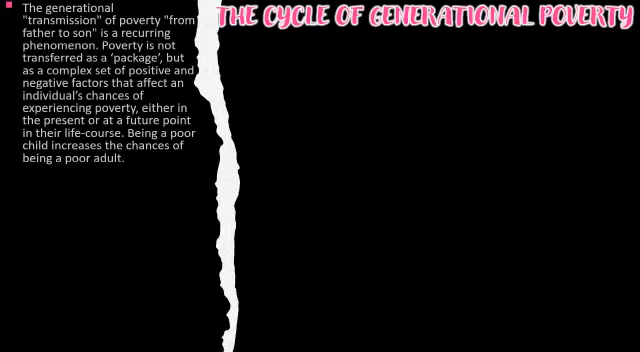 THE CYCLE OF GENERATIONAL POVERTY
The generational
"transmission" of poverty "from
father to son" is a recurring
phenomenon. Poverty is not
transferred as a ‘package’, but
as a complex set of positive and
negative factors that affect an
individual’s chances of
experiencing poverty, either in
the present or at a future point
in their life-course. Being a poor
child increases the chances of
being a poor adult.